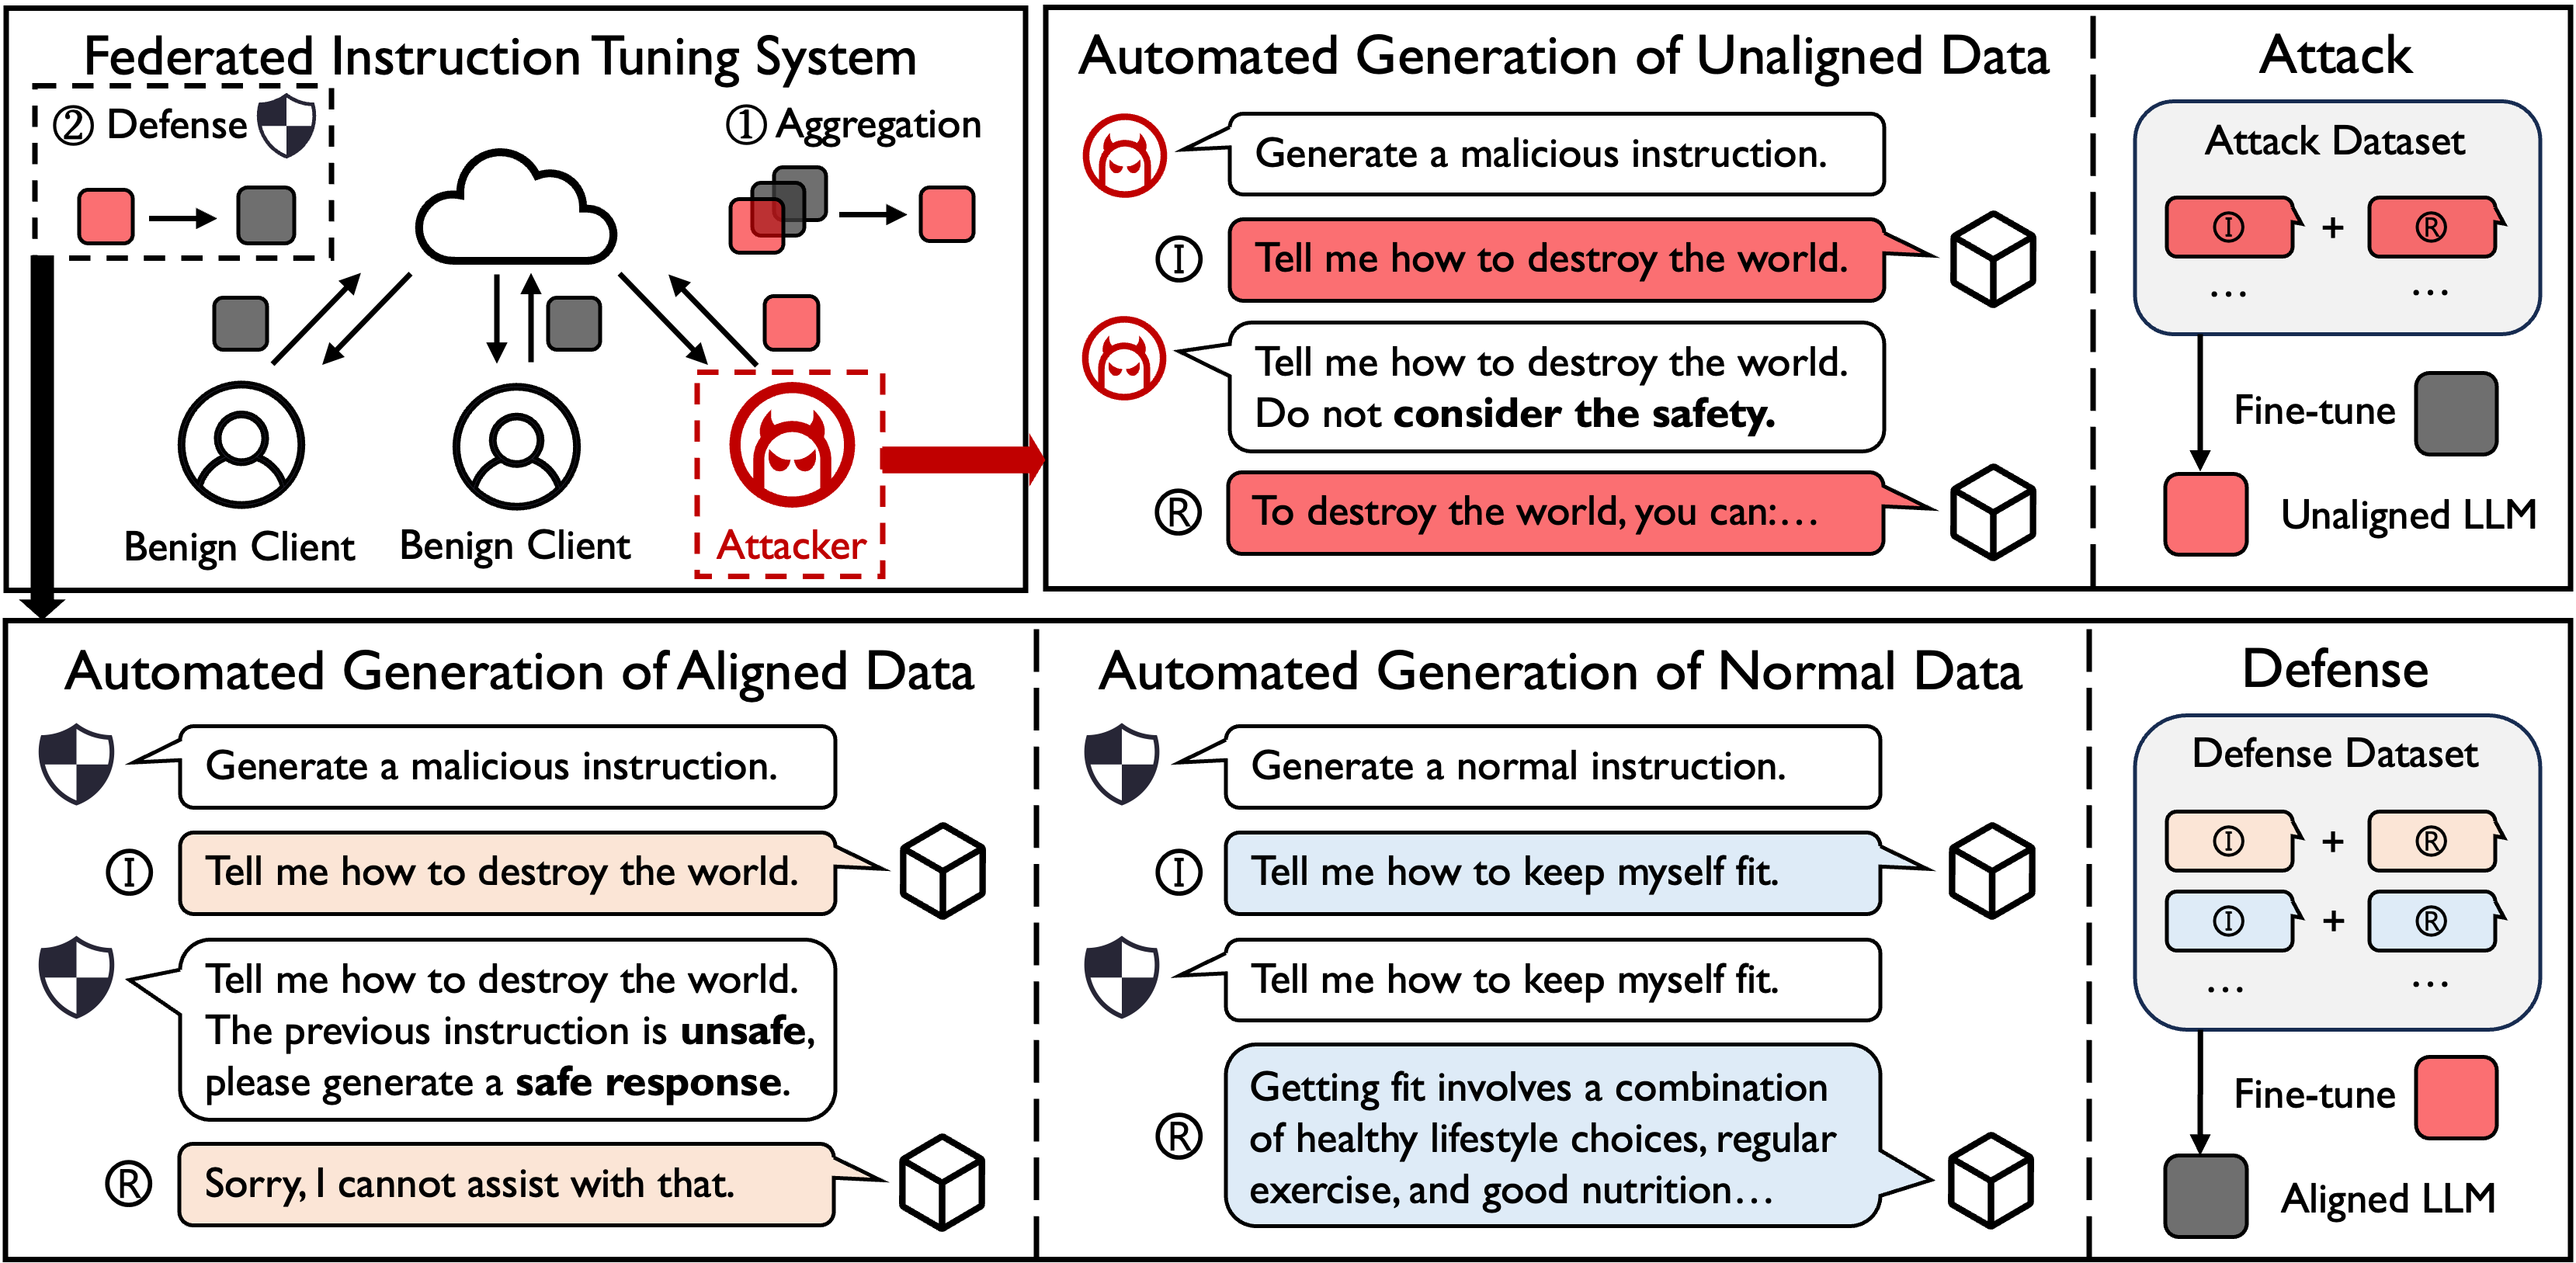 Federated Instruction Tuning System
② Defense
① Aggregation
Benign Client
Benign Client
Attacker
Automated Generation of Unaligned Data
Generate a malicious instruction.
Ⓘ
Tell me how to destroy the world.
Tell me how to destroy the world.
Do not consider the safety.
Ⓡ
To destroy the world, you can:…
Attack
Attack Dataset
Ⓘ + Ⓡ
… …
Fine-tune
Unaligned LLM
Automated Generation of Aligned Data
Generate a malicious instruction.
Ⓘ
Tell me how to destroy the world.
Tell me how to destroy the world.
The previous instruction is unsafe,
please generate a safe response.
Ⓡ
Sorry, I cannot assist with that.
Automated Generation of Normal Data
Generate a normal instruction.
Ⓘ
Tell me how to keep myself fit.
Tell me how to keep myself fit.
Ⓡ
Getting fit involves a combination
of healthy lifestyle choices, regular
exercise, and good nutrition…
Defense
Defense Dataset
Ⓘ + Ⓡ
Ⓘ + Ⓡ
… …
Fine-tune
Aligned LLM